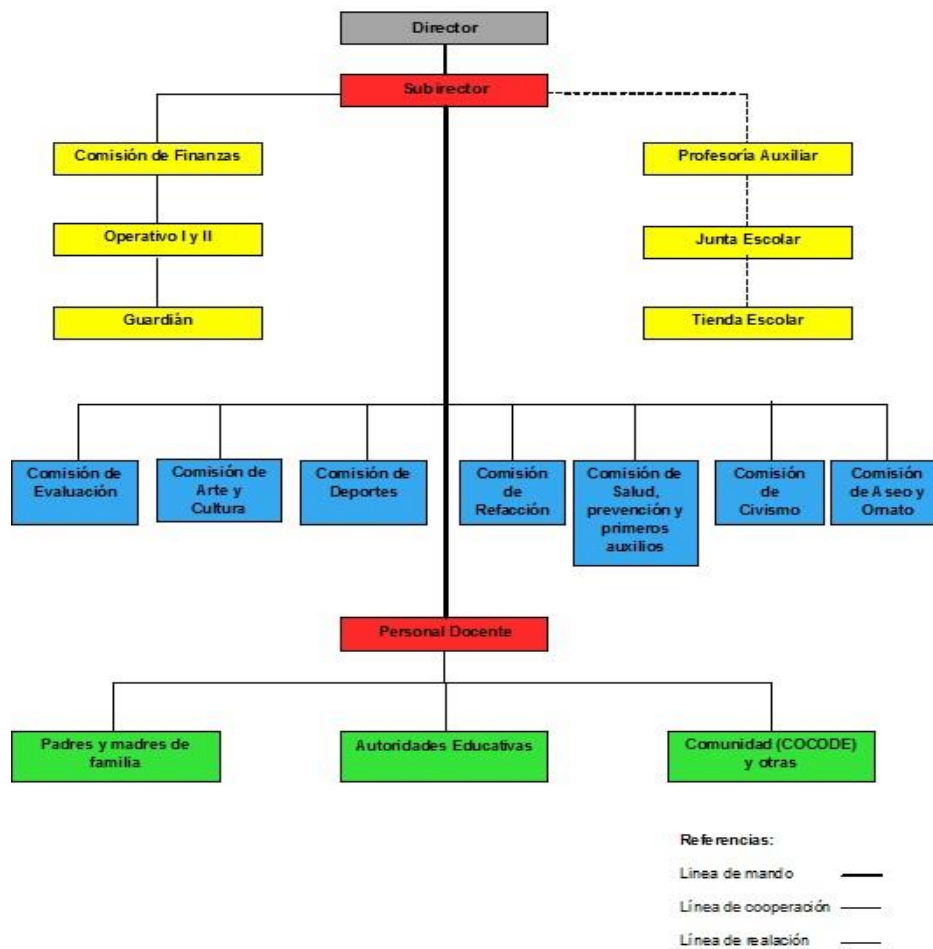 Director
Subirector
Comisión de Finanzas
Profesoría Auxiliar
Operativo I y II
Junta Escolar
Guardián
Tienda Escolar
Comisión de
Evaluación
Comisión de
Arte y
Cultura
Comisión de
Deportes
Comisión
de
Refacción
Comisión de
Salud,
prevención y
primeros
auxilios
Comisión
de
Civismo
Comisión
de Aseo y
Ornato
Personal Docente
Padres y madres de
familia
Autoridades Educativas
Comunidad (COCODE)
y otras
Referencias:
Linea de mando
Línea de cooperación
Línea de realación